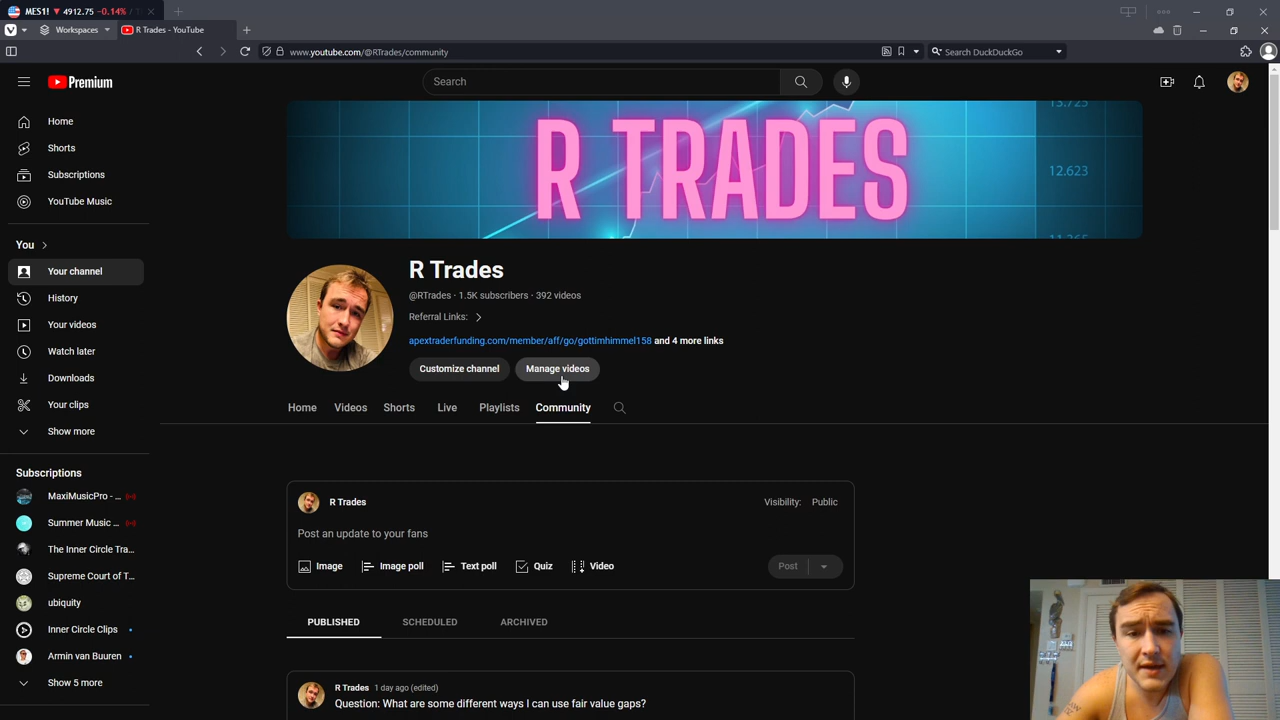 MES1! ▼ 4912.75 -0.14% /
Workspaces
R Trades - YouTube
www.youtube.com/@RTrades/community
Search DuckDuckGo
Premium
Search
Home
Shorts
Subscriptions
YouTube Music
You
Your channel
History
Your videos
Watch later
Downloads
Your clips
Show more
Subscriptions
MaxiMusicPro - ...
Summer Music ...
The Inner Circle Tra...
Supreme Court of T...
ubiquity
Inner Circle Clips
Armin van Buuren
Show 5 more
13.725
12.623
11.365
R TRADES
R Trades
@RTrades · 1.5K subscribers · 392 videos
Referral Links:
apextraderfunding.com/member/aff/go/gottimhimmel158 and 4 more links
Customize channel
Manage videos
Home Videos Shorts Live Playlists Community
R Trades
Visibility: Public
Post an update to your fans
Image Image poll Text poll Quiz Video
Post
PUBLISHED SCHEDULED ARCHIVED
R Trades 1 day ago (edited)
Question: What are some different ways I can use fair value gaps?